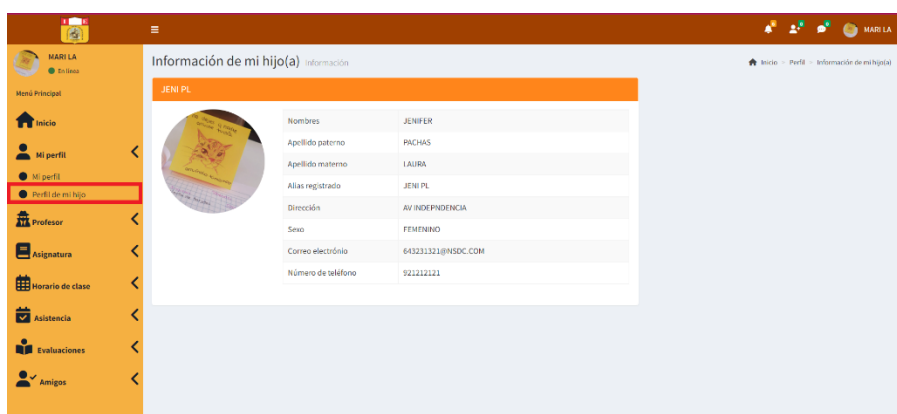 MARI LA
MARI LA
En linea
Información de mi hijo(a) Información
Inicio > Perfil > Información de mi hijo(a)
Menú Principal
JENI PL
Inicio
Nombres JENIFER
Apellido paterno PACHAS
Mi perfil
Apellido materno LAURA
Mi perfil
Alias registrado JENI PL
Perfil de mi hijo
Dirección AV INDEPNDENCIA
Profesor
Sexo FEMENINO
Asignatura
Correo electrónio 643231321@NSDC.COM
Número de teléfono 921212121
Horario de clase
Asistencia
Evaluaciones
Amigos